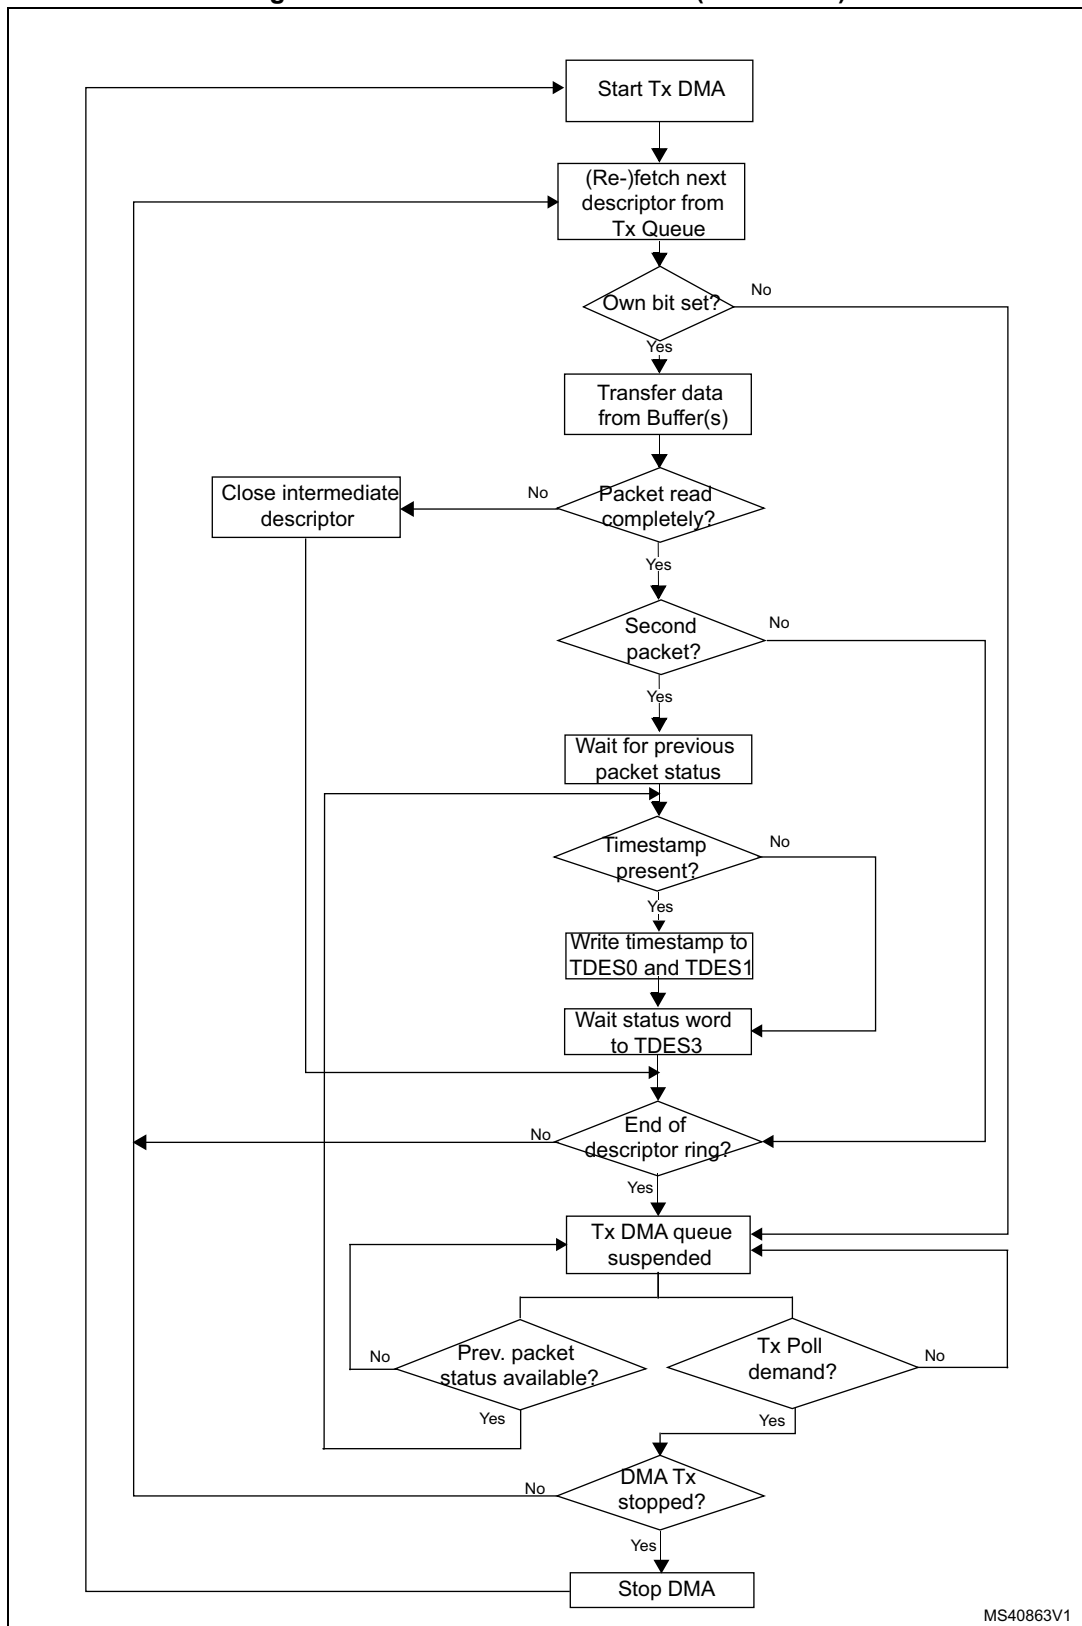 Start Tx DMA
(Re-)fetch next
descriptor from
Tx Queue
Own bit set?
No
Yes
Transfer data
from Buffer(s)
Packet read
completely?
No
Close intermediate
descriptor
Yes
Second
packet?
No
Yes
Wait for previous
packet status
Timestamp
present?
No
Yes
Write timestamp to
TDES0 and TDES1
Wait status word
to TDES3
End of
descriptor ring?
No
Yes
Tx DMA queue
suspended
Prev. packet
status available?
No
Yes
Tx Poll
demand?
No
Yes
DMA Tx
stopped?
No
Yes
Stop DMA
MS40863V1